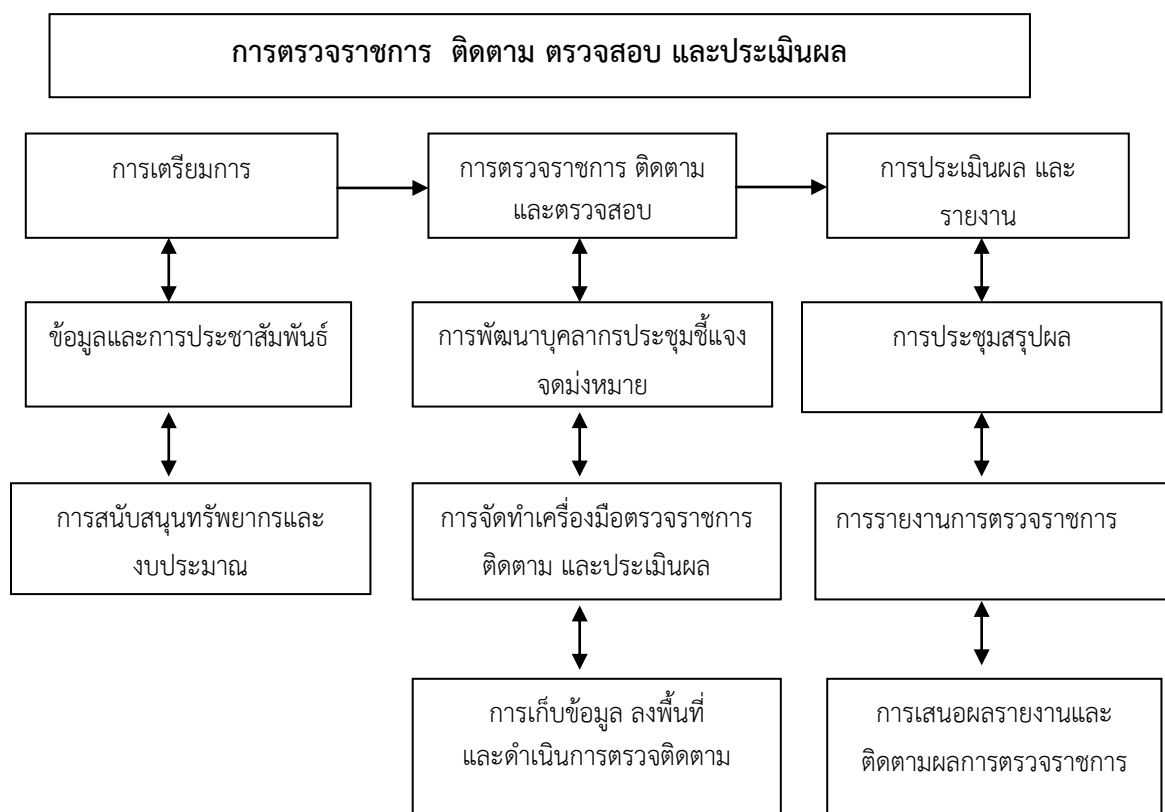 การตรวจราชการ ติดตาม ตรวจสอบ และประเมินผล
การเตรียมการ
การตรวจราชการ ติดตาม
และตรวจสอบ
การประเมินผล และ
รายงาน
ข้อมูลและการประชาสัมพันธ์
การพัฒนาบุคลากรประชุมชี้แจง
จดม่งหมาย
การประชุมสรุปผล
การสนับสนุนทรัพยากรและ
งบประมาณ
การจัดทำเครื่องมือตรวจราชการ
ติดตาม และประเมินผล
การรายงานการตรวจราชการ
การเก็บข้อมูล ลงพื้นที่
และดำเนินการตรวจติดตาม
การเสนอผลรายงานและ
ติดตามผลการตรวจราชการ